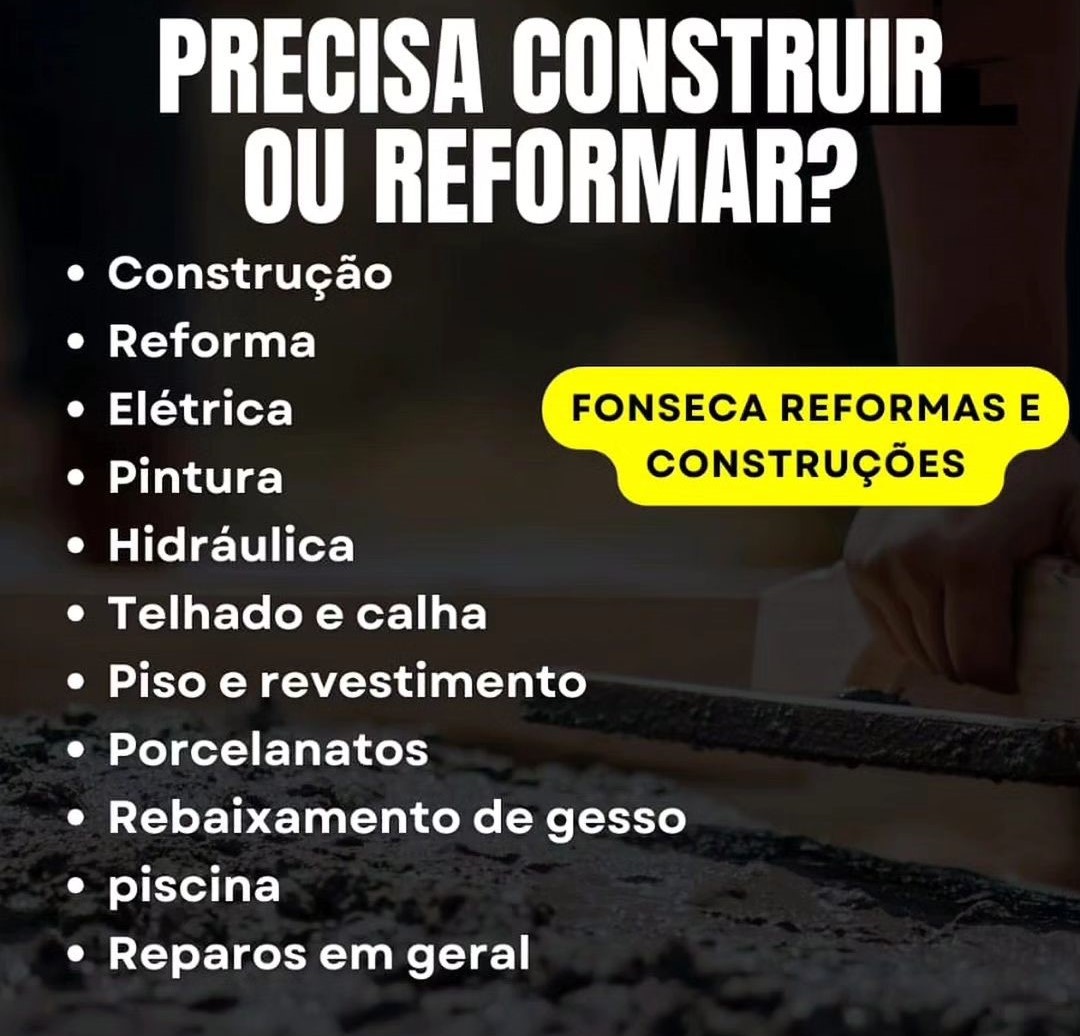 PRECISA CONSTRUIR
OU REFORMAR?
• Construção
• Reforma
• Elétrica
• Pintura
• Hidráulica
• Telhado e calha
• Piso e revestimento
• Porcelanatos
• Rebaixamento de gesso
• piscina
• Reparos em geral
FONSECA REFORMAS E
CONSTRUÇÕES